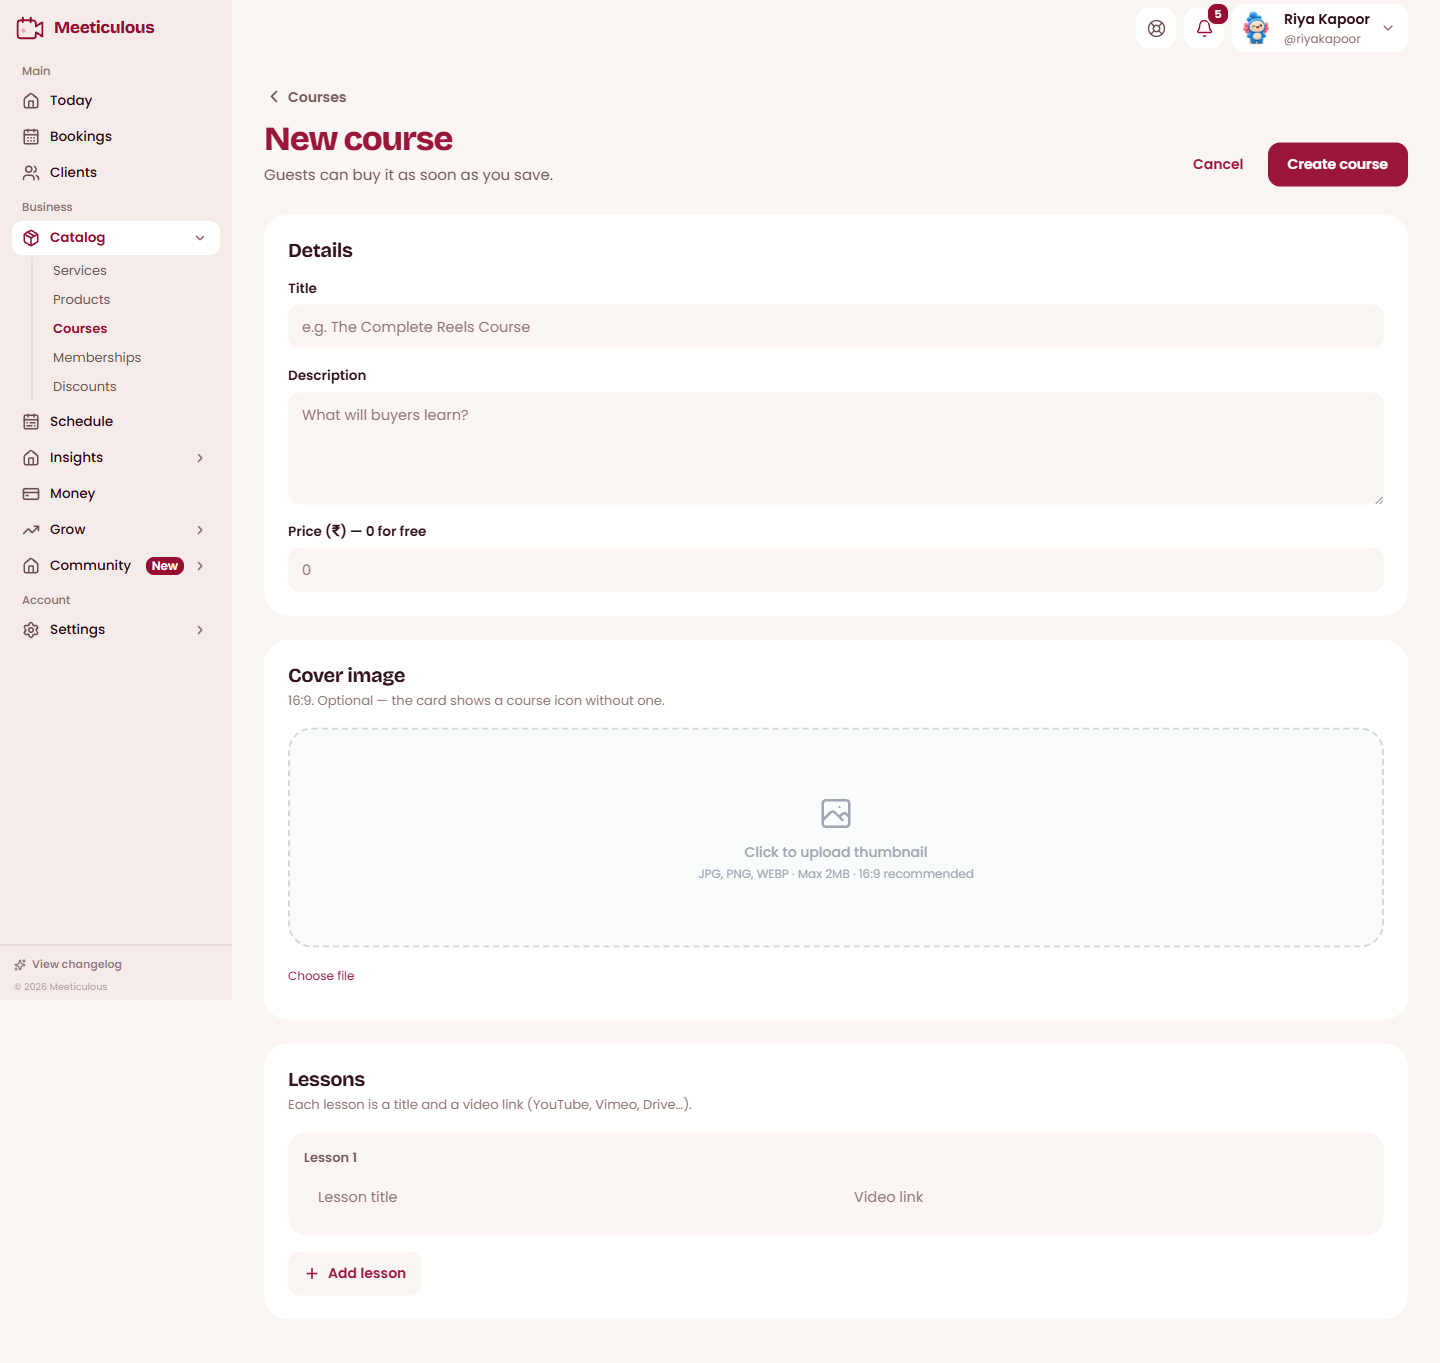 Meeticulous
5
Riya Kapoor
@riyakapoor
Main
Today
Bookings
Clients
Business
Catalog
Services
Products
Courses
Memberships
Discounts
Schedule
Insights
Money
Grow
Community New
Account
Settings
View changelog
© 2026 Meeticulous
Courses
New course
Guests can buy it as soon as you save.
Cancel
Create course
Details
Title
e.g. The Complete Reels Course
Description
What will buyers learn?
Price (₹) — 0 for free
0
Cover image
16:9. Optional — the card shows a course icon without one.
Click to upload thumbnail
JPG, PNG, WEBP · Max 2MB · 16:9 recommended
Choose file
Lessons
Each lesson is a title and a video link (YouTube, Vimeo, Drive…).
Lesson 1
Lesson title
Video link
Add lesson